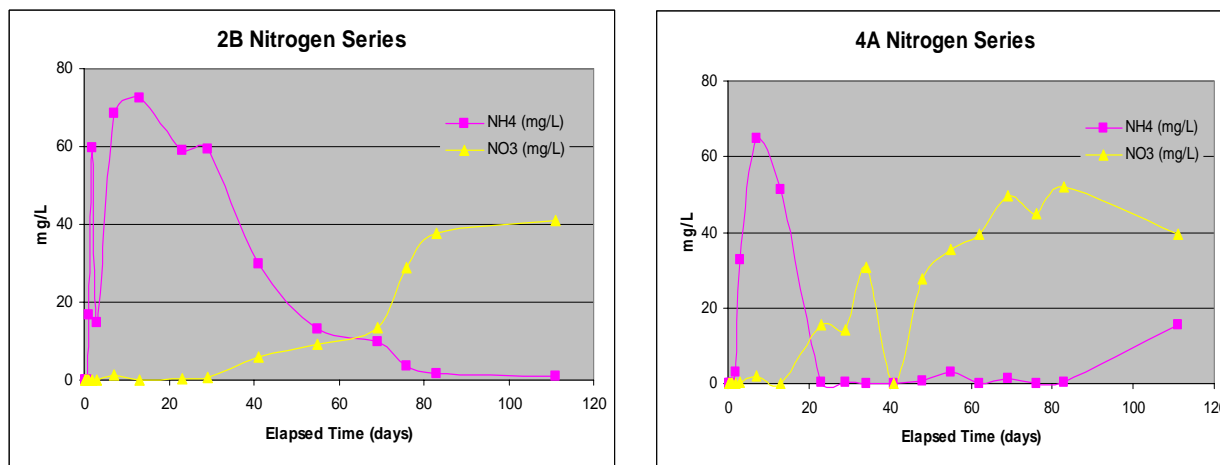 2B Nitrogen Series
80
60
40
20
0
mg/L
NH4 (mg/L)
NO3 (mg/L)
0 20 40 60 80 100 120
Elapsed Time (days)
4A Nitrogen Series
80
60
40
20
0
mg/L
NH4 (mg/L)
NO3 (mg/L)
0 20 40 60 80 100 120
Elapsed Time (days)